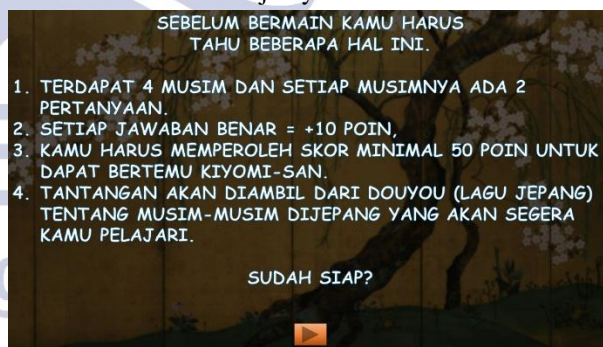 SEBELUM BERMAIN KAMU HARUS
TAHU BEBERAPA HAL INI.
1. TERDAPAT 4 MUSIM DAN SETIAP MUSIMNYA ADA 2
PERTANYAAN.
2. SETIAP JAWABAN BENAR = +10 POIN,
3. KAMU HARUS MEMPEROLEH SKOR MINIMAL 50 POIN UNTUK
DAPAT BERTEMU KIYOMI-SAN.
4. TANTANGAN AKAN DIAMBIL DARI DOUYOU (LAGU JEPANG)
TENTANG MUSIM-MUSIM DIJEPANG YANG AKAN SEGERA
KAMU PELAJARI.
SUDAH SIAP?